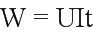 W = UIt